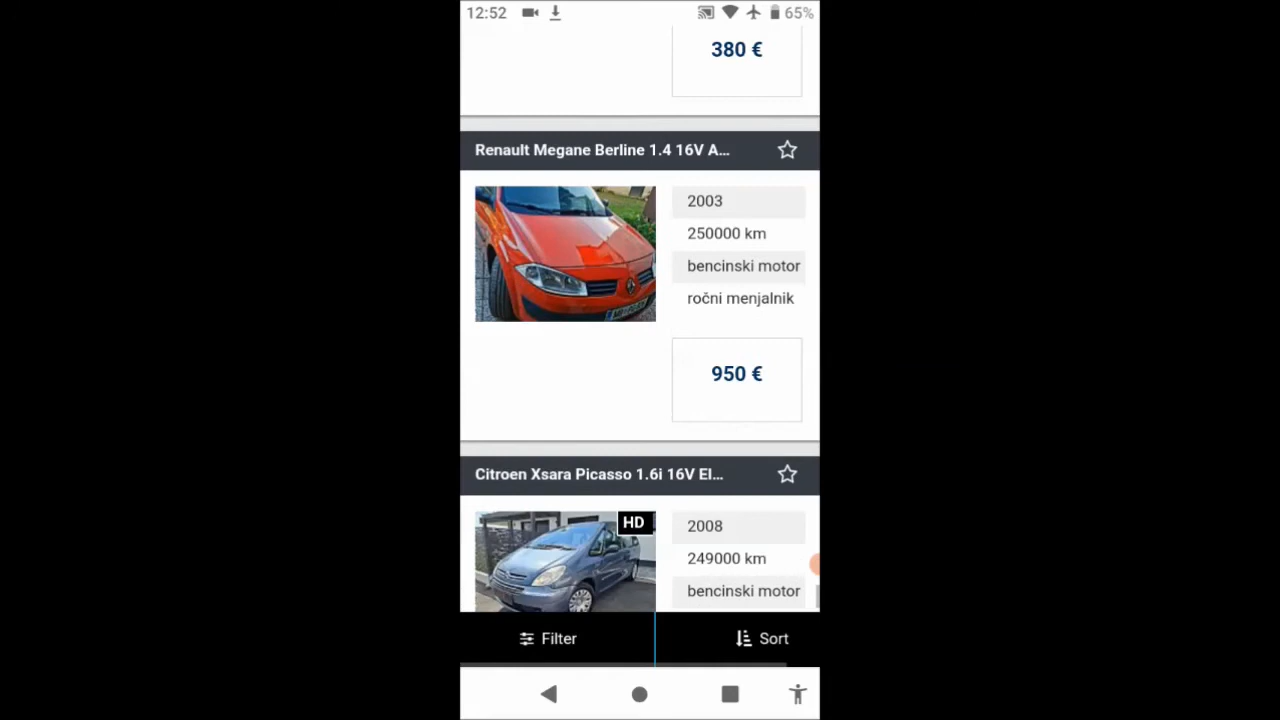 12:52
65%
380 €
Renault Megane Berline 1.4 16V A...
2003
250000 km
bencinski motor
ročni menjalnik
950 €
Citroen Xsara Picasso 1.6i 16V El...
HD
2008
249000 km
bencinski motor
Filter
Sort